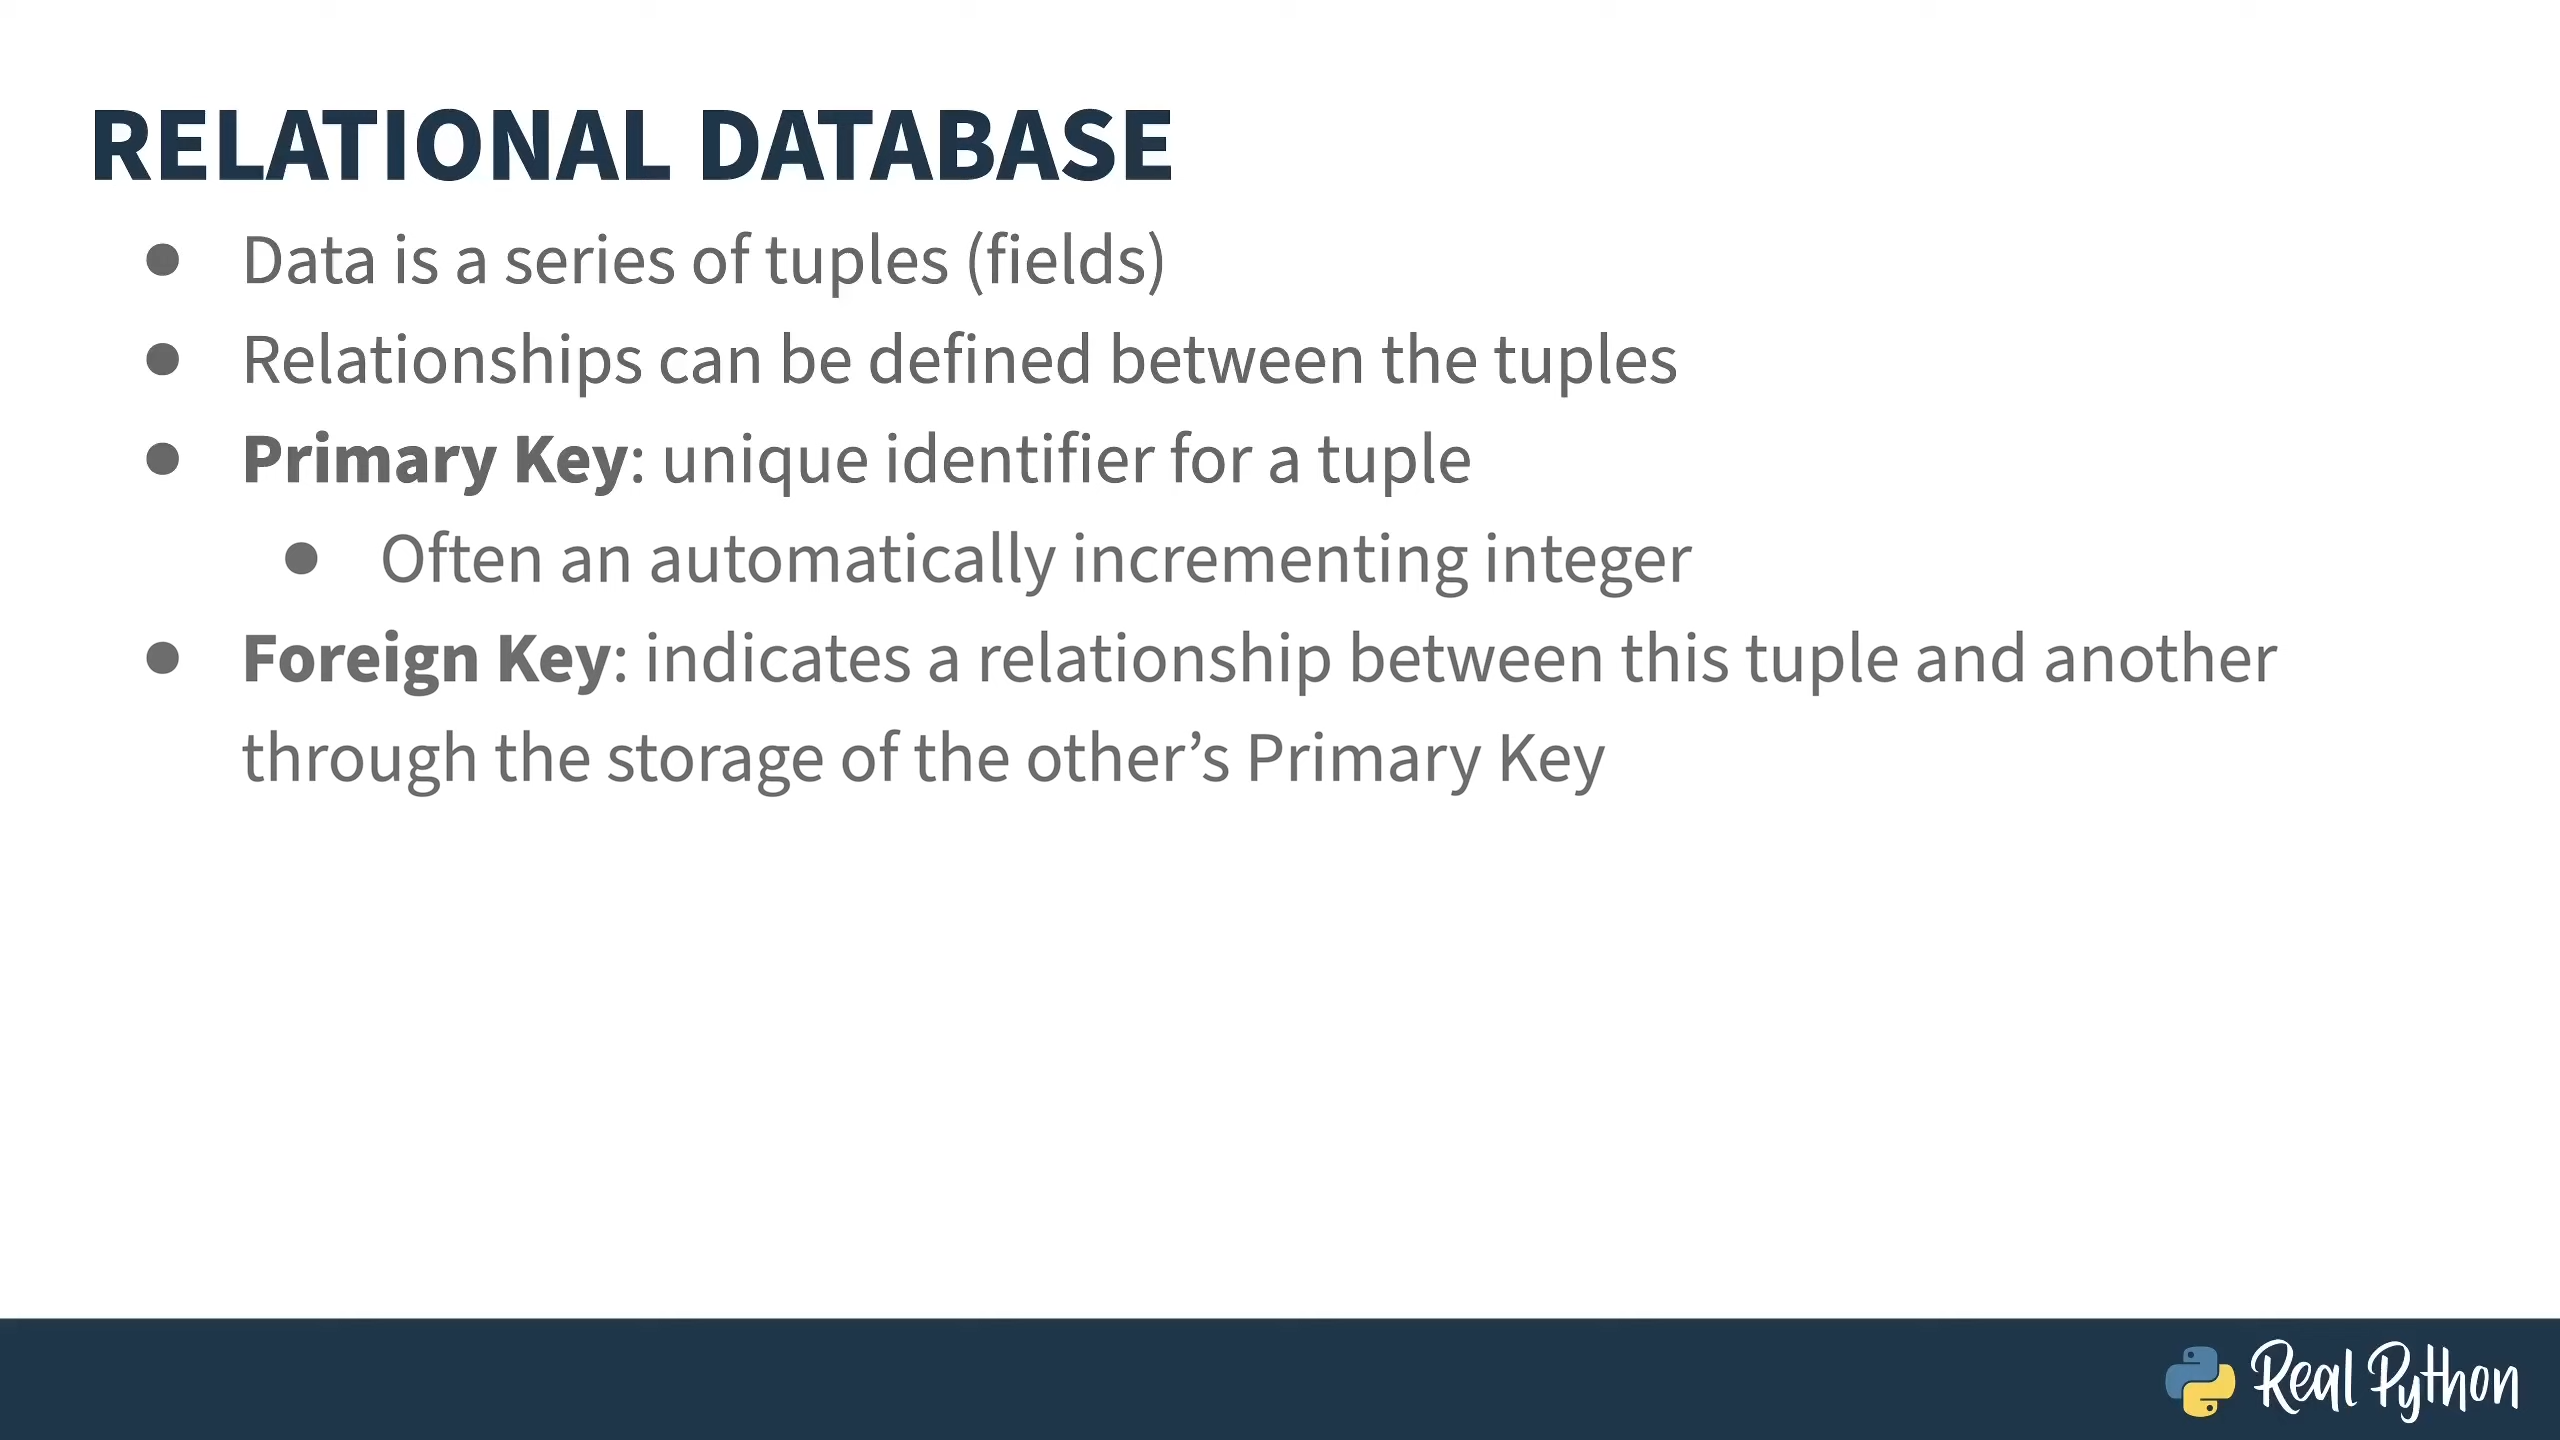 RELATIONAL DATABASE
● Data is a series of tuples (fields)
● Relationships can be defined between the tuples
● Primary Key: unique identifier for a tuple
● Often an automatically incrementing integer
● Foreign Key: indicates a relationship between this tuple and another
through the storage of the other’s Primary Key
Real Python